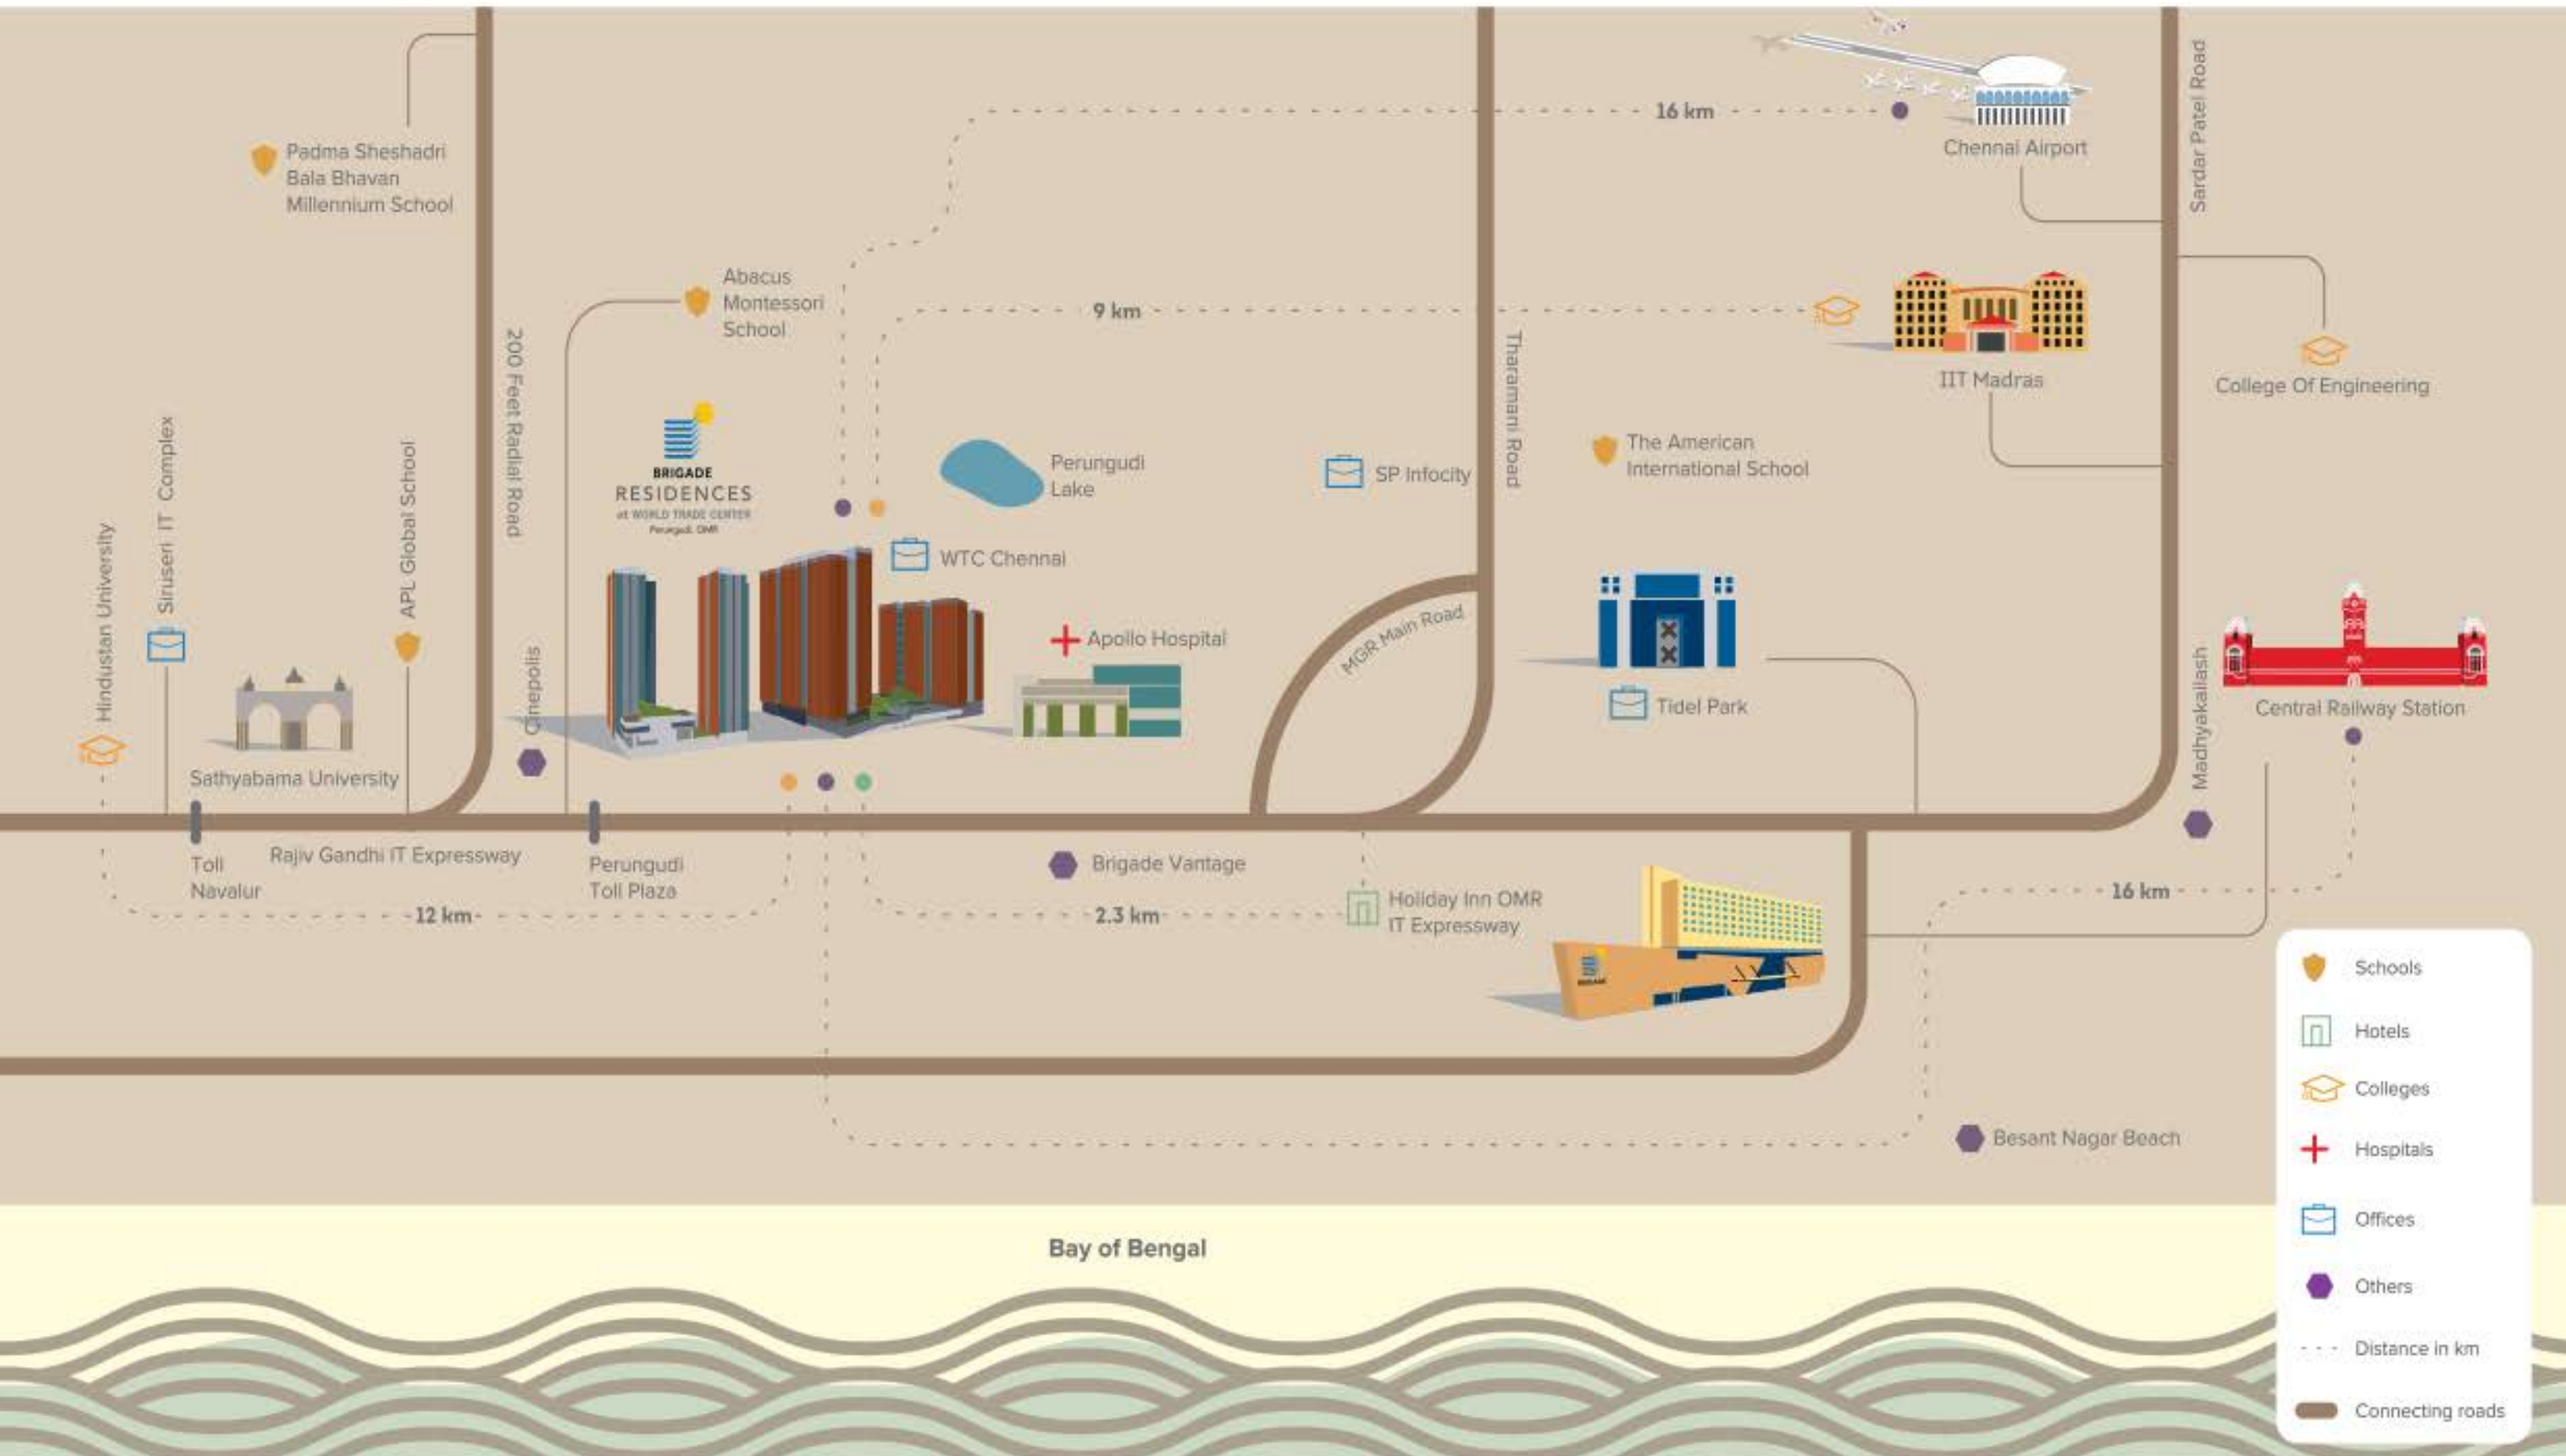 16 km
Chennai Airport
Sardar Patel Road
Padma Sheshadri
Bala Bhavan
Millennium School
Abacus
Montessori
School
9 km
200 Feet Radial Road
Tharamani Road
IIT Madras
College Of Engineering
BRIGADE
RESIDENCES
at WORLD TRADE CENTER
Perungudi, OMR
Perungudi
Lake
SP Infocity
The American
International School
Hindustan University
Siruseri IT Complex
APL Global School
WTC Chennai
Cinepolis
Apollo Hospital
MGR Main Road
Tidel Park
Madhyakailash
Central Railway Station
Sathyabama University
Toll
Navalur
Rajiv Gandhi IT Expressway
Perungudi
Toll Plaza
Brigade Vantage
Holiday Inn OMR
IT Expressway
12 km
2.3 km
16 km
BRIGADE
Besant Nagar Beach
Bay of Bengal
Schools
Hotels
Colleges
Hospitals
Offices
Others
Distance in km
Connecting roads